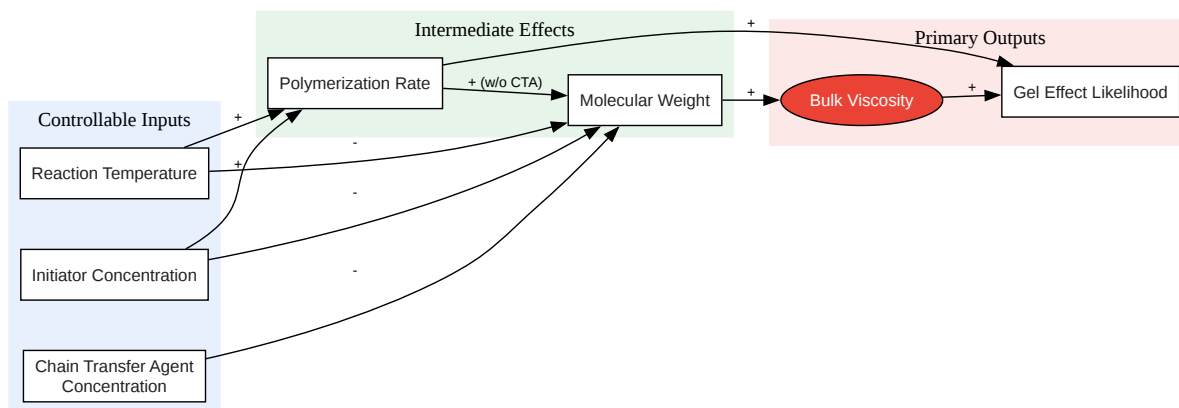 Intermediate Effects
Primary Outputs
Controllable Inputs
Polymerization Rate
+ (w/o CTA)
Molecular Weight
+
+
Bulk Viscosity
+
Gel Effect Likelihood
+
+
Reaction Temperature
-
-
-
Initiator Concentration
Chain Transfer Agent
Concentration